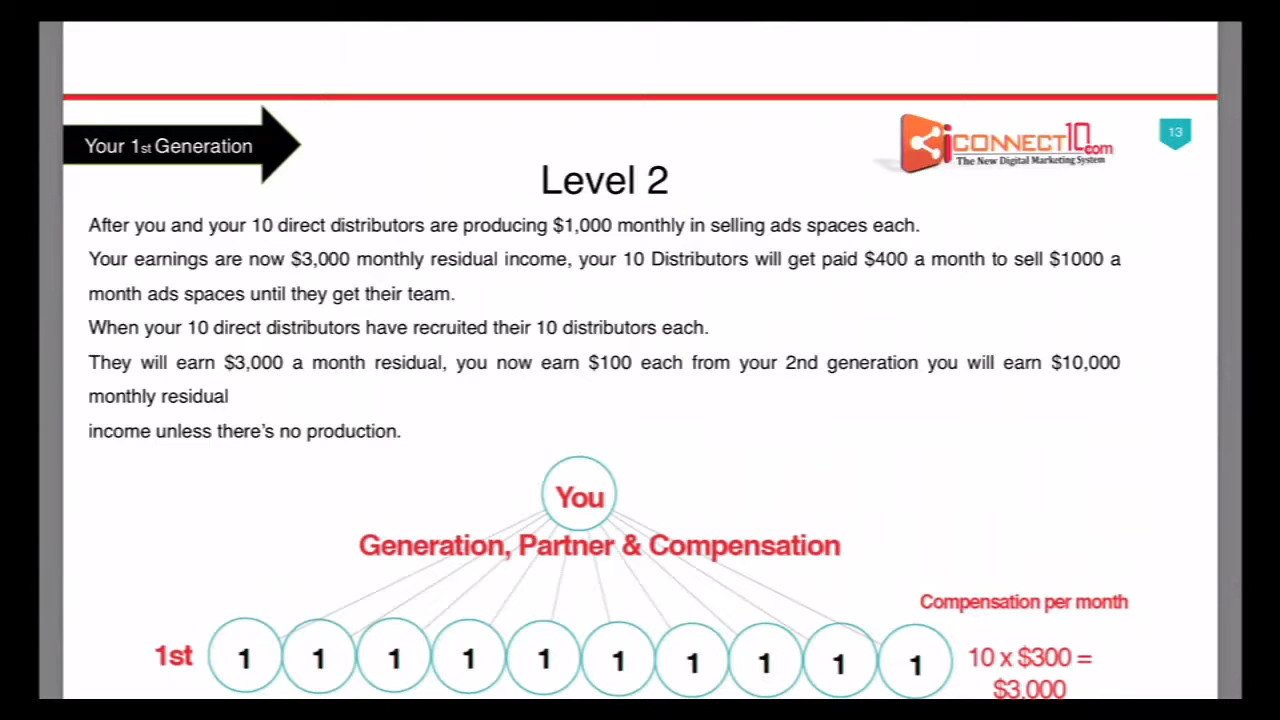 Your 1st Generation
iCONNECT10.com
The New Digital Marketing System
13
Level 2
After you and your 10 direct distributors are producing $1,000 monthly in selling ads spaces each.
Your earnings are now $3,000 monthly residual income, your 10 Distributors will get paid $400 a month to sell $1000 a
month ads spaces until they get their team.
When your 10 direct distributors have recruited their 10 distributors each.
They will earn $3,000 a month residual, you now earn $100 each from your 2nd generation you will earn $10,000
monthly residual
income unless there's no production.
You
Generation, Partner & Compensation
Compensation per month
1st 1 1 1 1 1 1 1 1 1 1 10 x $300 =
$3,000